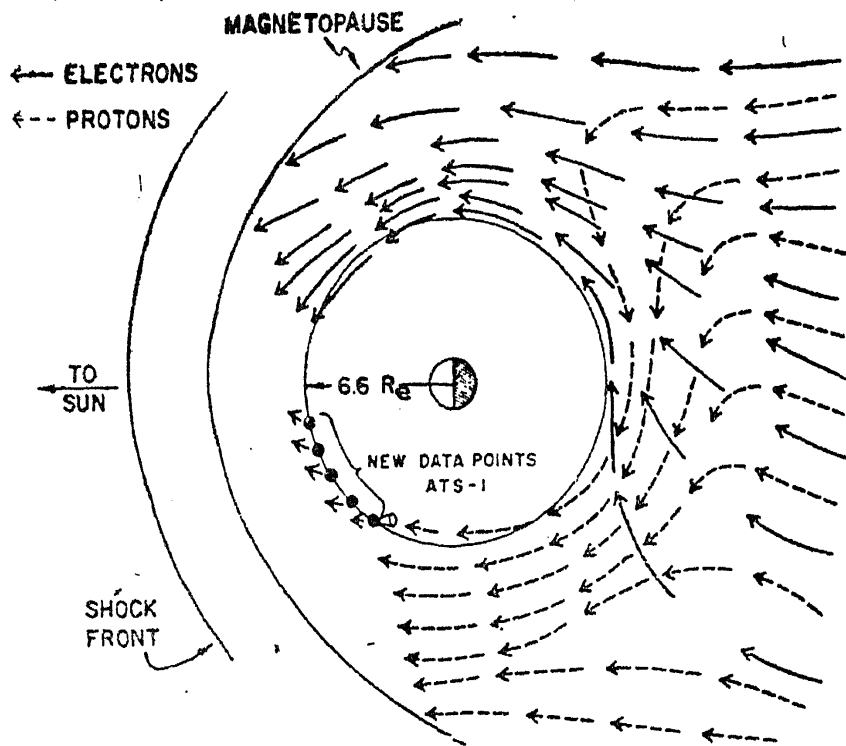 MAGNETOPAUSE
ELECTRONS
PROTONS
TO
SUN
6.6 Re
NEW DATA POINTS
ATS-1
SHOCK
FRONT